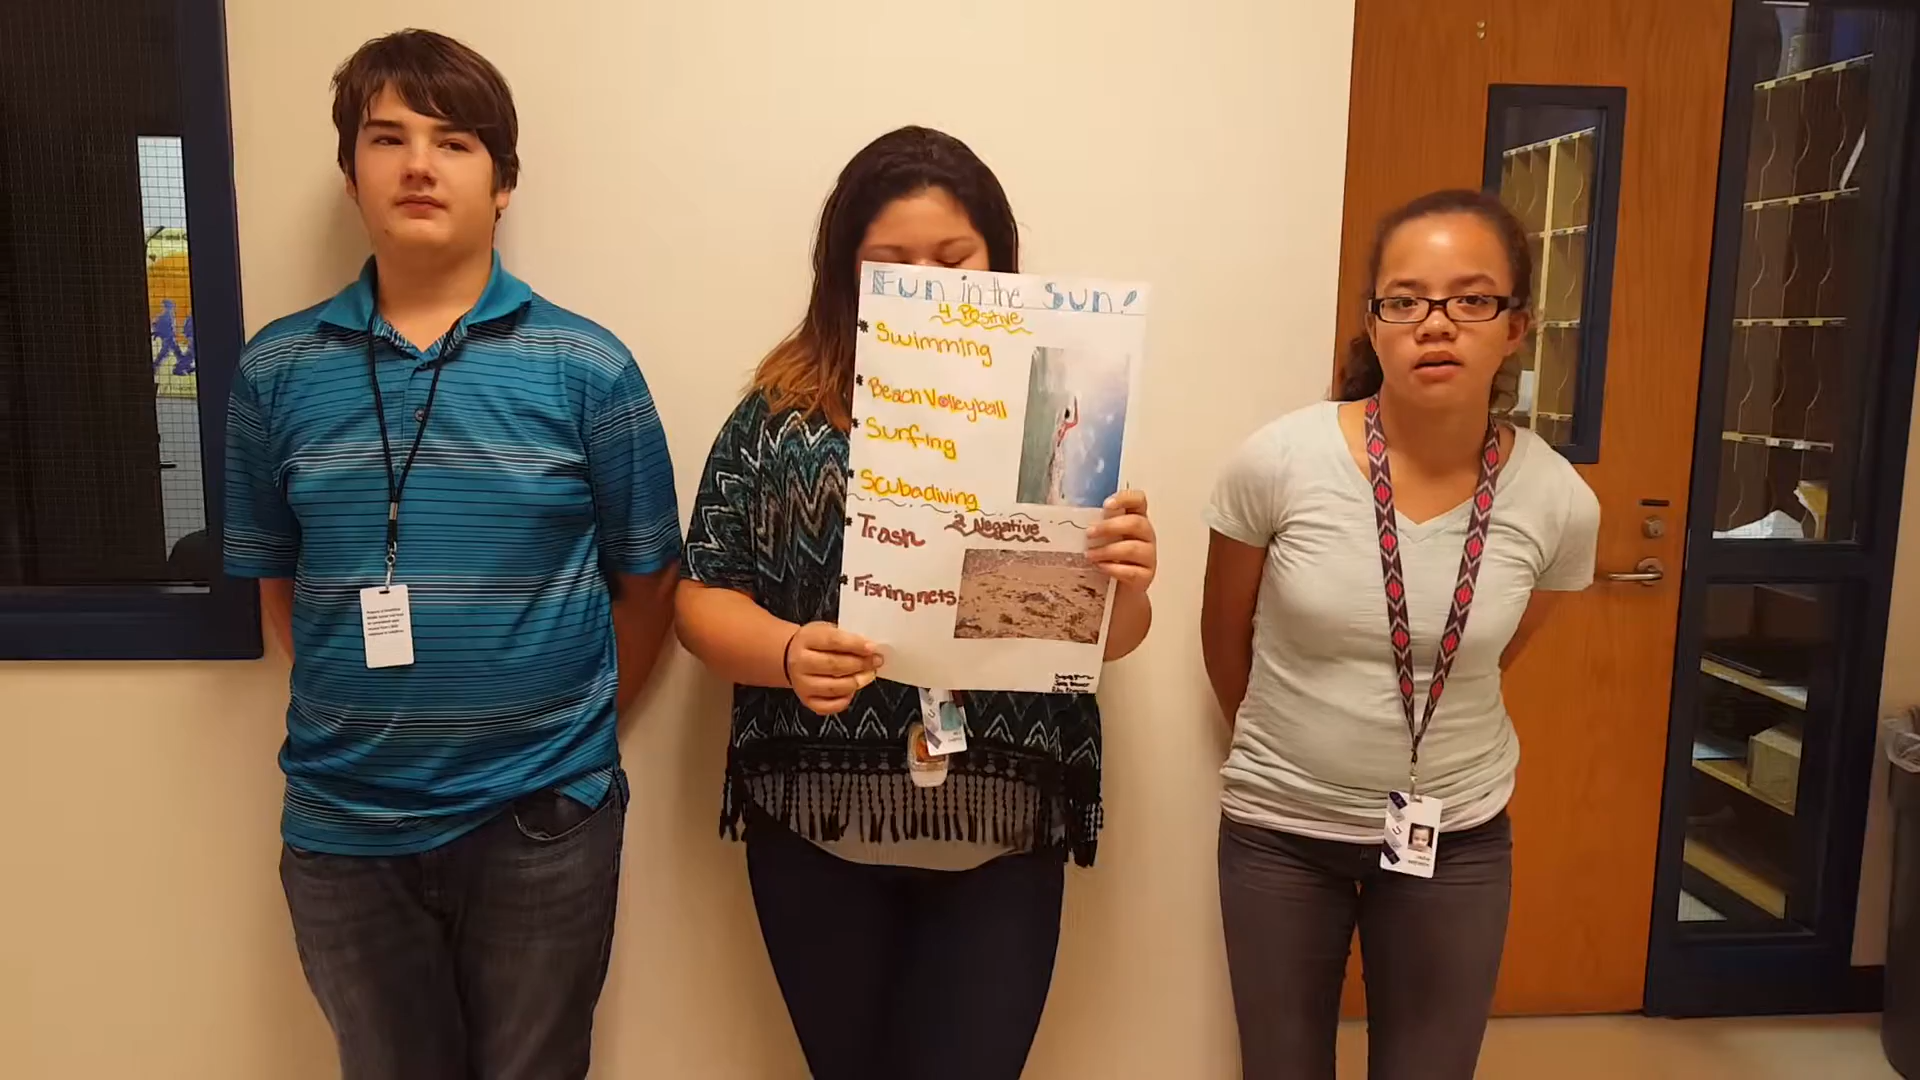 Fun in the Sun!
4 Positive
* Swimming
* Beach Volleyball
* Surfing
* Scubadiving
2 Negative
* Trash
* Fishing nets